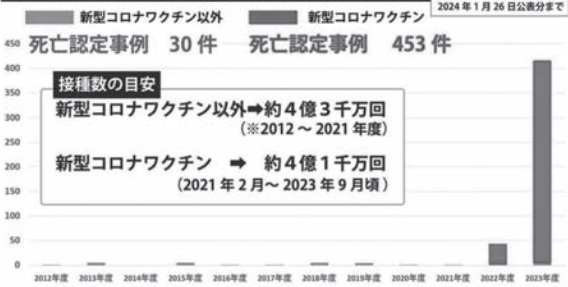 2024年1月26日公表分まで
新型コロナワクチン以外 新型コロナワクチン
死亡認定事例 30件 死亡認定事例 453件
450
400
350
300
250
200
150
100
50
0
接種数の目安
新型コロナワクチン以外➡約4億3千万回
（※2012～2021年度）
新型コロナワクチン ➡ 約4億1千万回
（2021年2月～2023年9月頃）
2012年度 2013年度 2014年度 2015年度 2016年度 2017年度 2018年度 2019年度 2020年度 2021年度 2022年度 2023年度